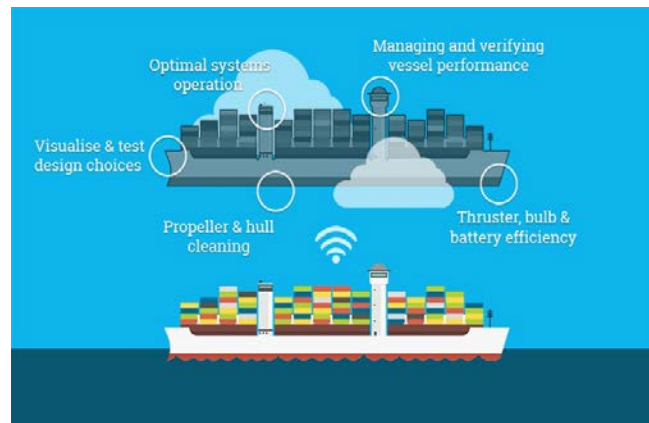 Managing and verifying
vessel performance
Optimal systems
operation
Visualise & test
design choices
Propeller & hull
cleaning
Thruster, bulb &
battery efficiency